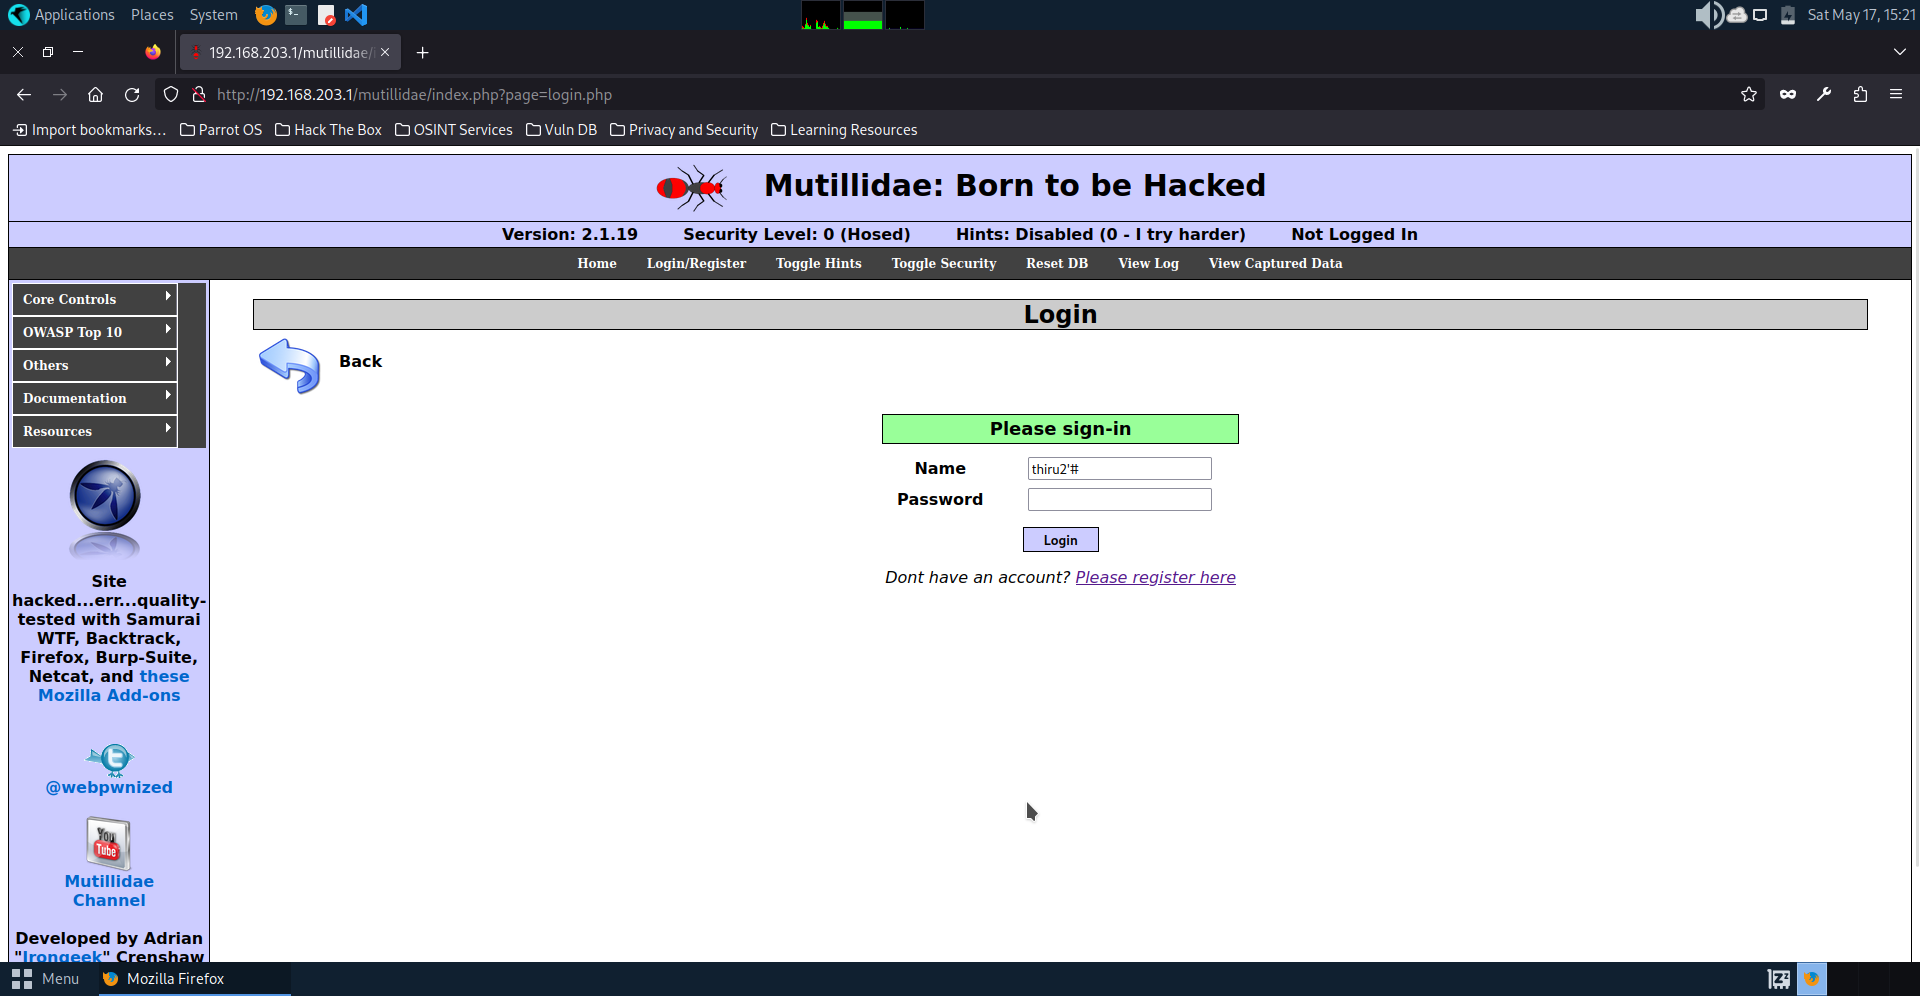 Applications Places System
Sat May 17, 15:21
192.168.203.1/mutillidae/i
http://192.168.203.1/mutillidae/index.php?page=login.php
Import bookmarks... Parrot OS Hack The Box OSINT Services Vuln DB Privacy and Security Learning Resources
Mutillidae: Born to be Hacked
Version: 2.1.19 Security Level: 0 (Hosed) Hints: Disabled (0 - I try harder) Not Logged In
Home Login/Register Toggle Hints Toggle Security Reset DB View Log View Captured Data
Core Controls
OWASP Top 10
Others
Documentation
Resources
Site
hacked...err...quality-
tested with Samurai
WTF, Backtrack,
Firefox, Burp-Suite,
Netcat, and these
Mozilla Add-ons
@webpwnized
You
Tube
Mutillidae
Channel
Developed by Adrian
"Irongeek" Crenshaw
Login
Back
Please sign-in
Name thiru2'#
Password
Login
Dont have an account? Please register here
Menu Mozilla Firefox